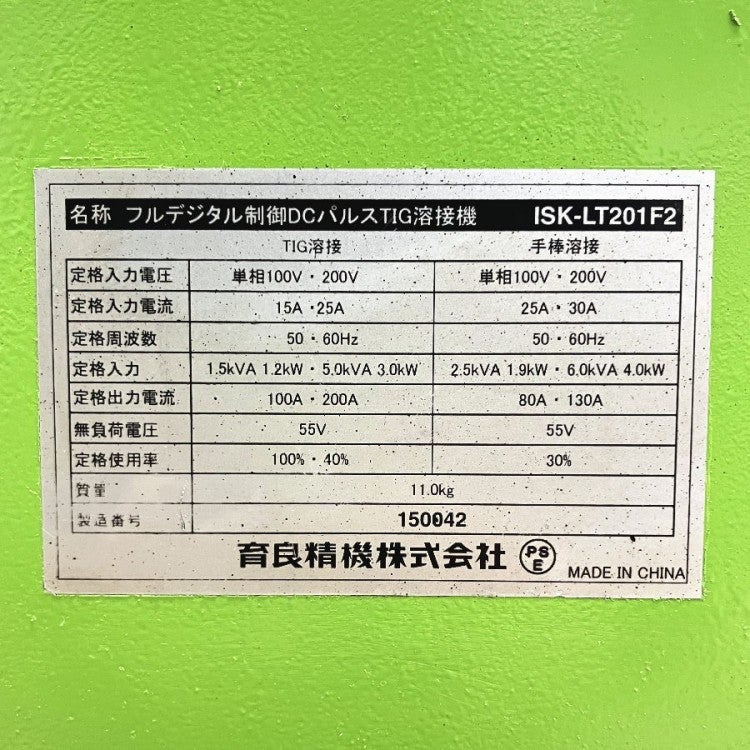 名称 フルデジタル制御DCパルスTIG溶接機 ISK-LT201F2
TIG溶接 手棒溶接
定格入力電圧 単相100V・200V 単相100V・200V
定格入力電流 15A・25A 25A・30A
定格周波数 50・60Hz 50・60Hz
定格入力 1.5kVA 1.2kW・5.0kVA 3.0kW 2.5kVA 1.9kW・6.0kVA 4.0kW
定格出力電流 100A・200A 80A・130A
無負荷電圧 55V 55V
定格使用率 100%・40% 30%
質量 11.0kg
製造番号 150042
育良精機株式会社 PSE MADE IN CHINA